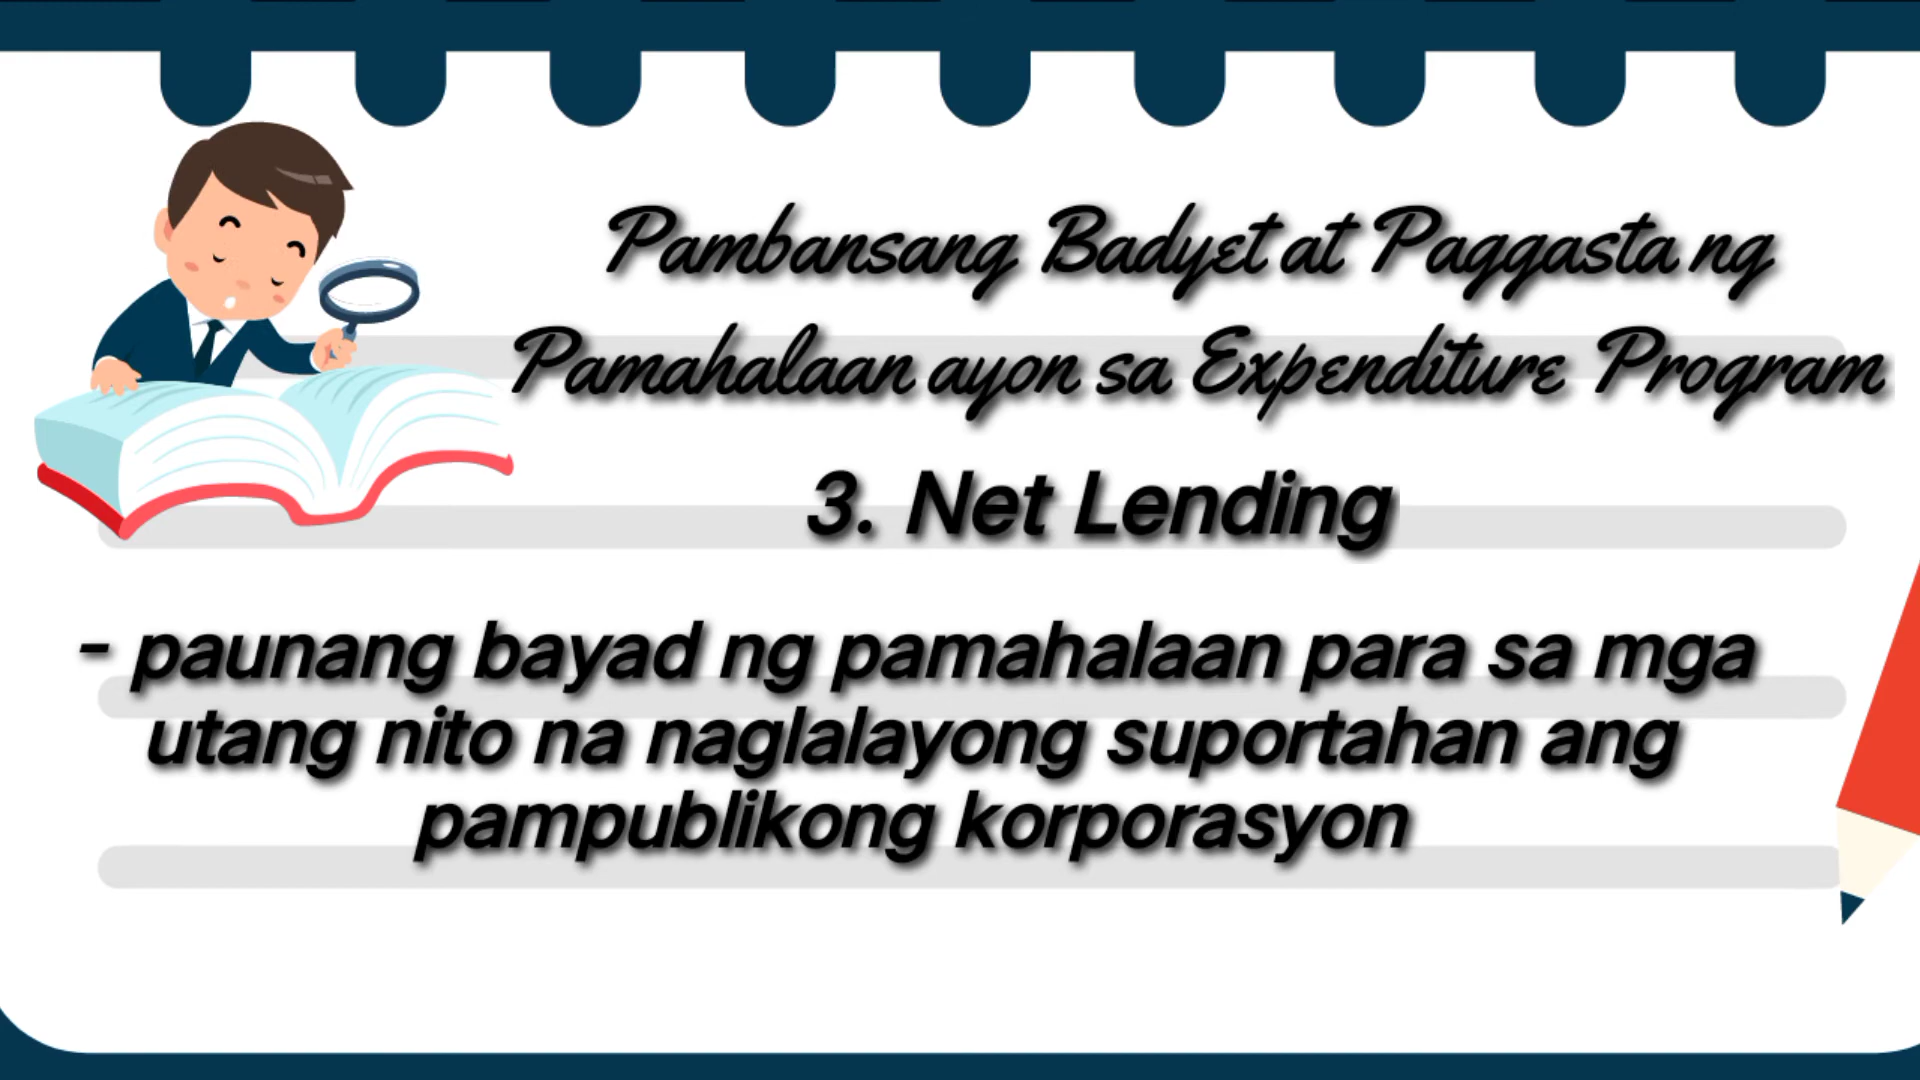 Pambansang Badyet at Paggasta ng
Pamahalaan ayon sa Expenditure Program
3. Net Lending
- paunang bayad ng pamahalaan para sa mga
utang nito na naglalayong suportahan ang
pampublikong korporasyon